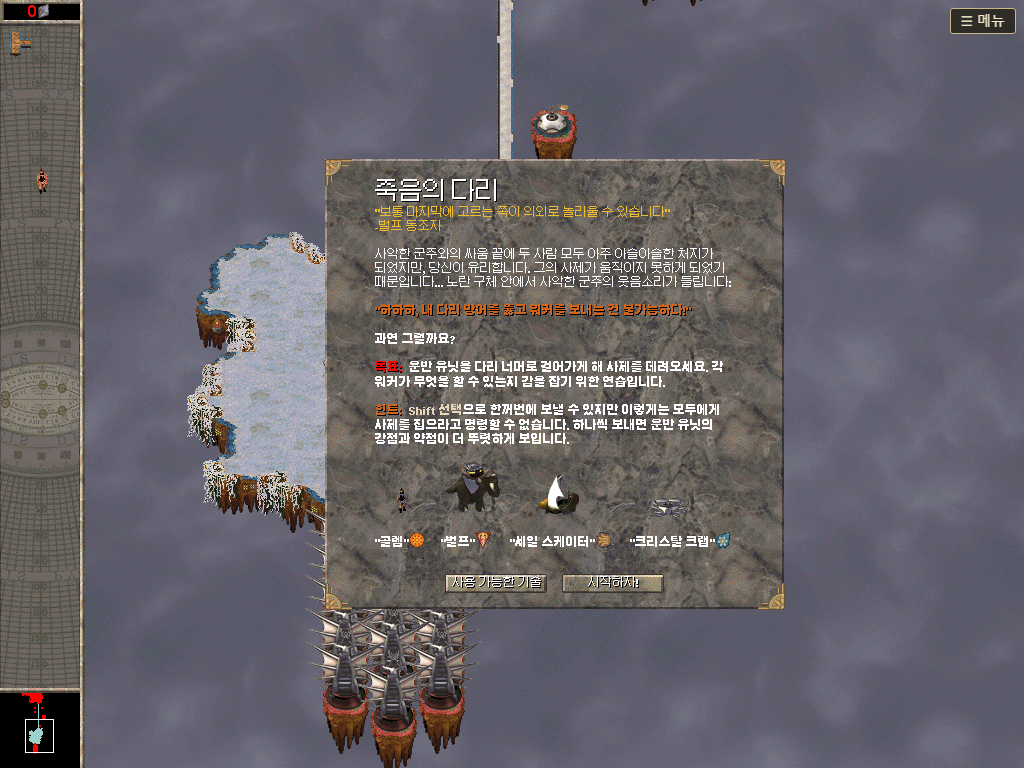 0
☰ 메뉴
죽음의 다리
"보통 마지막에 고르는 쪽이 의외로 놀라울 수 있습니다"
-벌프 동조자
사악한 군주와의 싸움 끝에 두 사람 모두 아주 아슬아슬한 처지가
되었지만, 당신이 유리합니다. 그의 사제가 움직이지 못하게 되었기
때문입니다... 노란 구체 안에서 사악한 군주의 웃음소리가 들립니다:
"하하하, 내 다리 방어를 뚫고 워커를 보내는 건 불가능하다!"
과연 그럴까요?
목표: 운반 유닛을 다리 너머로 걸어가게 해 사제를 데려오세요. 각
워커가 무엇을 할 수 있는지 감을 잡기 위한 연습입니다.
힌트: Shift 선택으로 한꺼번에 보낼 수 있지만 이렇게는 모두에게
사제를 집으라고 명령할 수 없습니다. 하나씩 보내면 운반 유닛의
강점과 약점이 더 뚜렷하게 보입니다.
"골렘" "벌프" "세일 스케이터" "크리스탈 크랩"
사용 가능한 기술 시작하자!